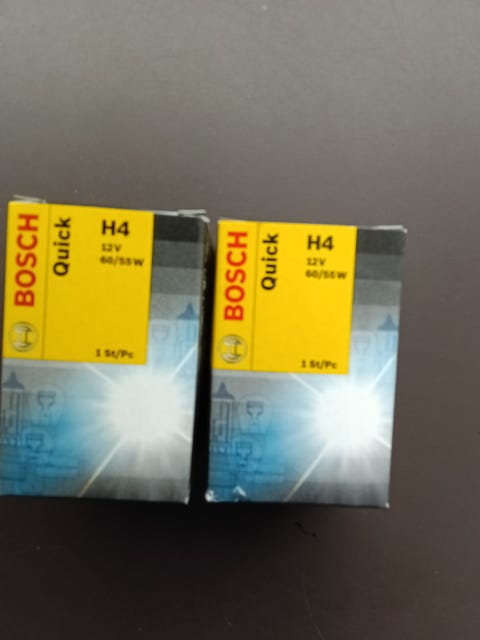 BOSCH
Quick
H4
12V
60/55W
1 St/Pc
BOSCH
Quick
H4
12V
60/55W
1 St/Pc